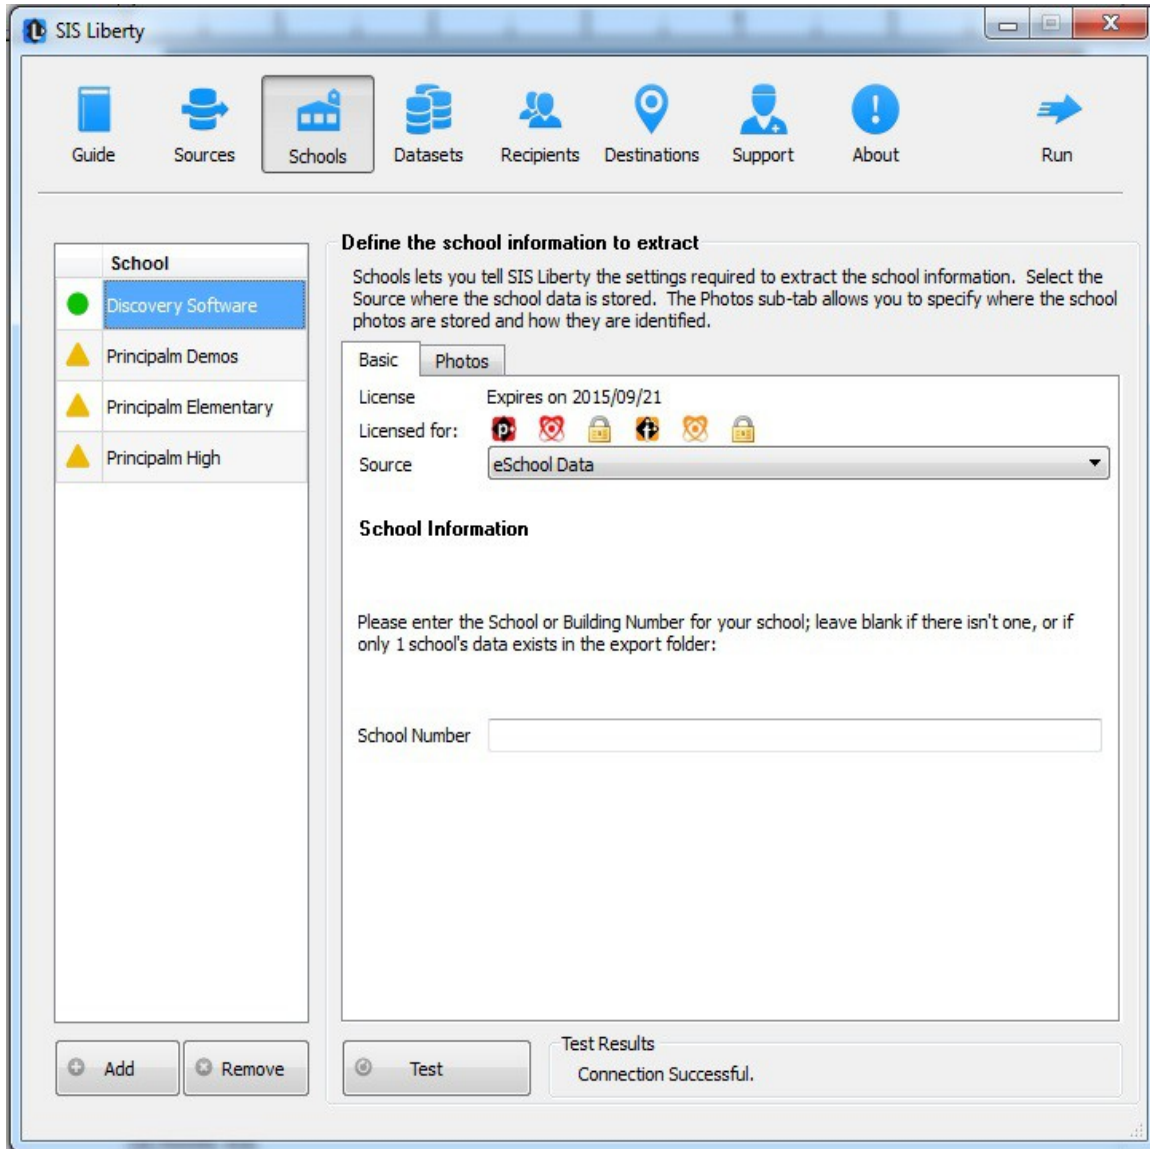 SIS Liberty
Guide
Sources
Schools
Datasets
Recipients
Destinations
Support
About
Run
School
Discovery Software
Principalm Demos
Principalm Elementary
Principalm High
Add
Remove
Define the school information to extract
Schools lets you tell SIS Liberty the settings required to extract the school information. Select the
Source where the school data is stored. The Photos sub-tab allows you to specify where the school
photos are stored and how they are identified.
Basic
Photos
License Expires on 2015/09/21
Licensed for:
Source eSchool Data
School Information
Please enter the School or Building Number for your school; leave blank if there isn't one, or if
only 1 school's data exists in the export folder:
School Number
Test
Test Results
Connection Successful.